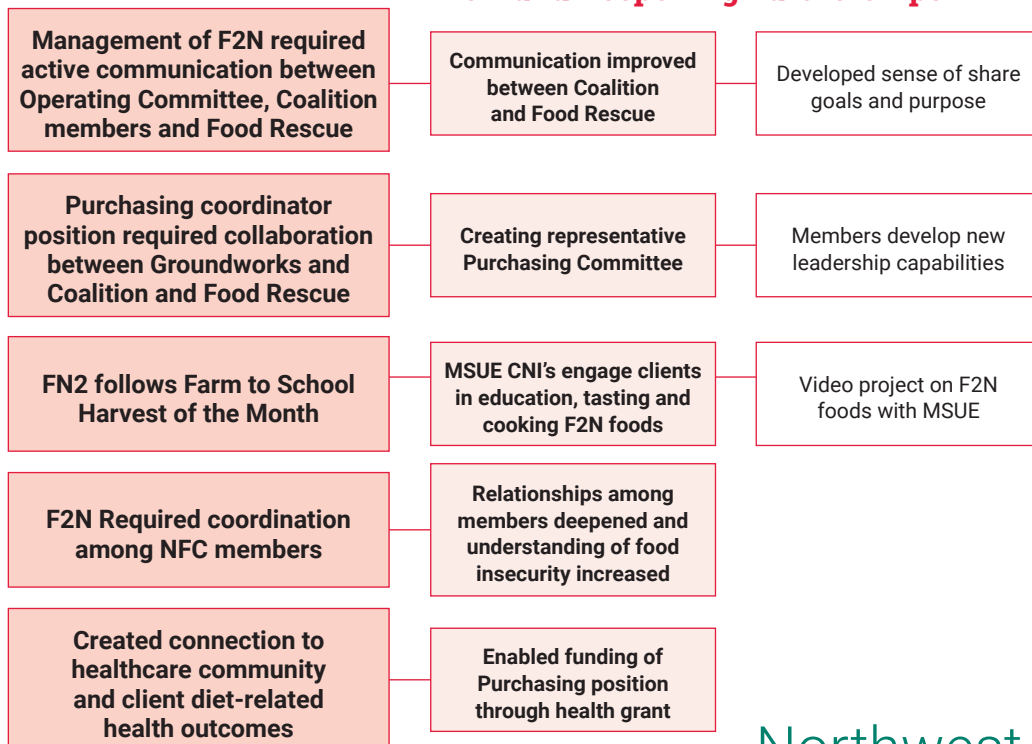 Management of F2N required
active communication between
Operating Committee, Coalition
members and Food Rescue
Communication improved
between Coalition
and Food Rescue
Developed sense of share
goals and purpose
Purchasing coordinator
position required collaboration
between Groundworks and
Coalition and Food Rescue
Creating representative
Purchasing Committee
Members develop new
leadership capabilities
FN2 follows Farm to School
Harvest of the Month
MSUE CNI's engage clients
in education, tasting and
cooking F2N foods
Video project on F2N
foods with MSUE
F2N Required coordination
among NFC members
Relationships among
members deepened and
understanding of food
insecurity increased
Created connection to
healthcare community
and client diet-related
health outcomes
Enabled funding of
Purchasing position
through health grant
Northwest